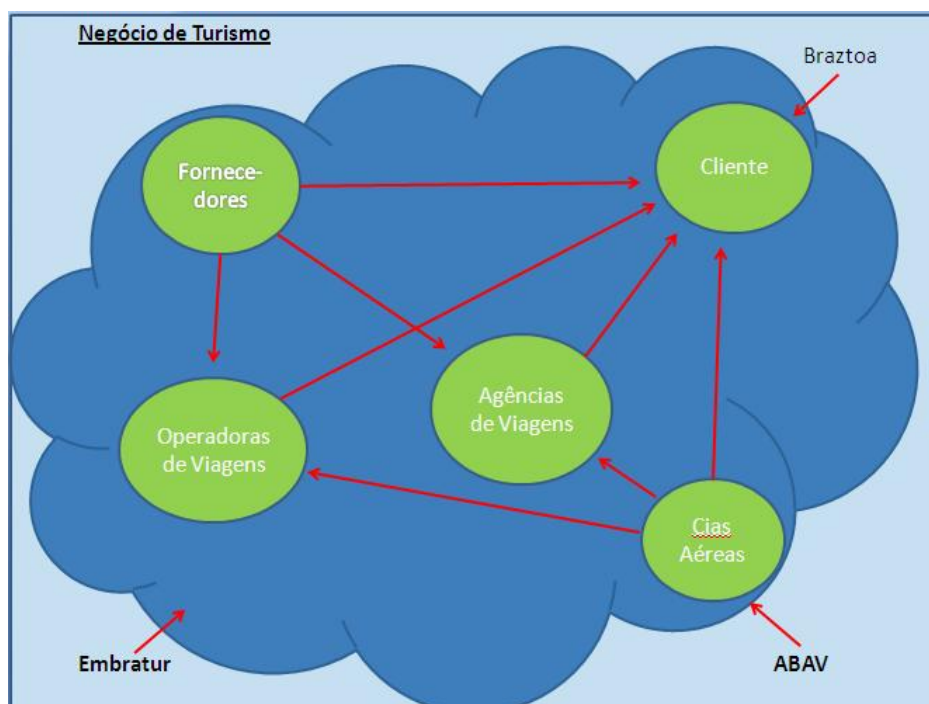 Negócio de Turismo
Braztoa
Fornece-
dores
Cliente
Agências
de Viagens
Operadoras
de Viagens
Cias
Aéreas
Embratur
ABAV